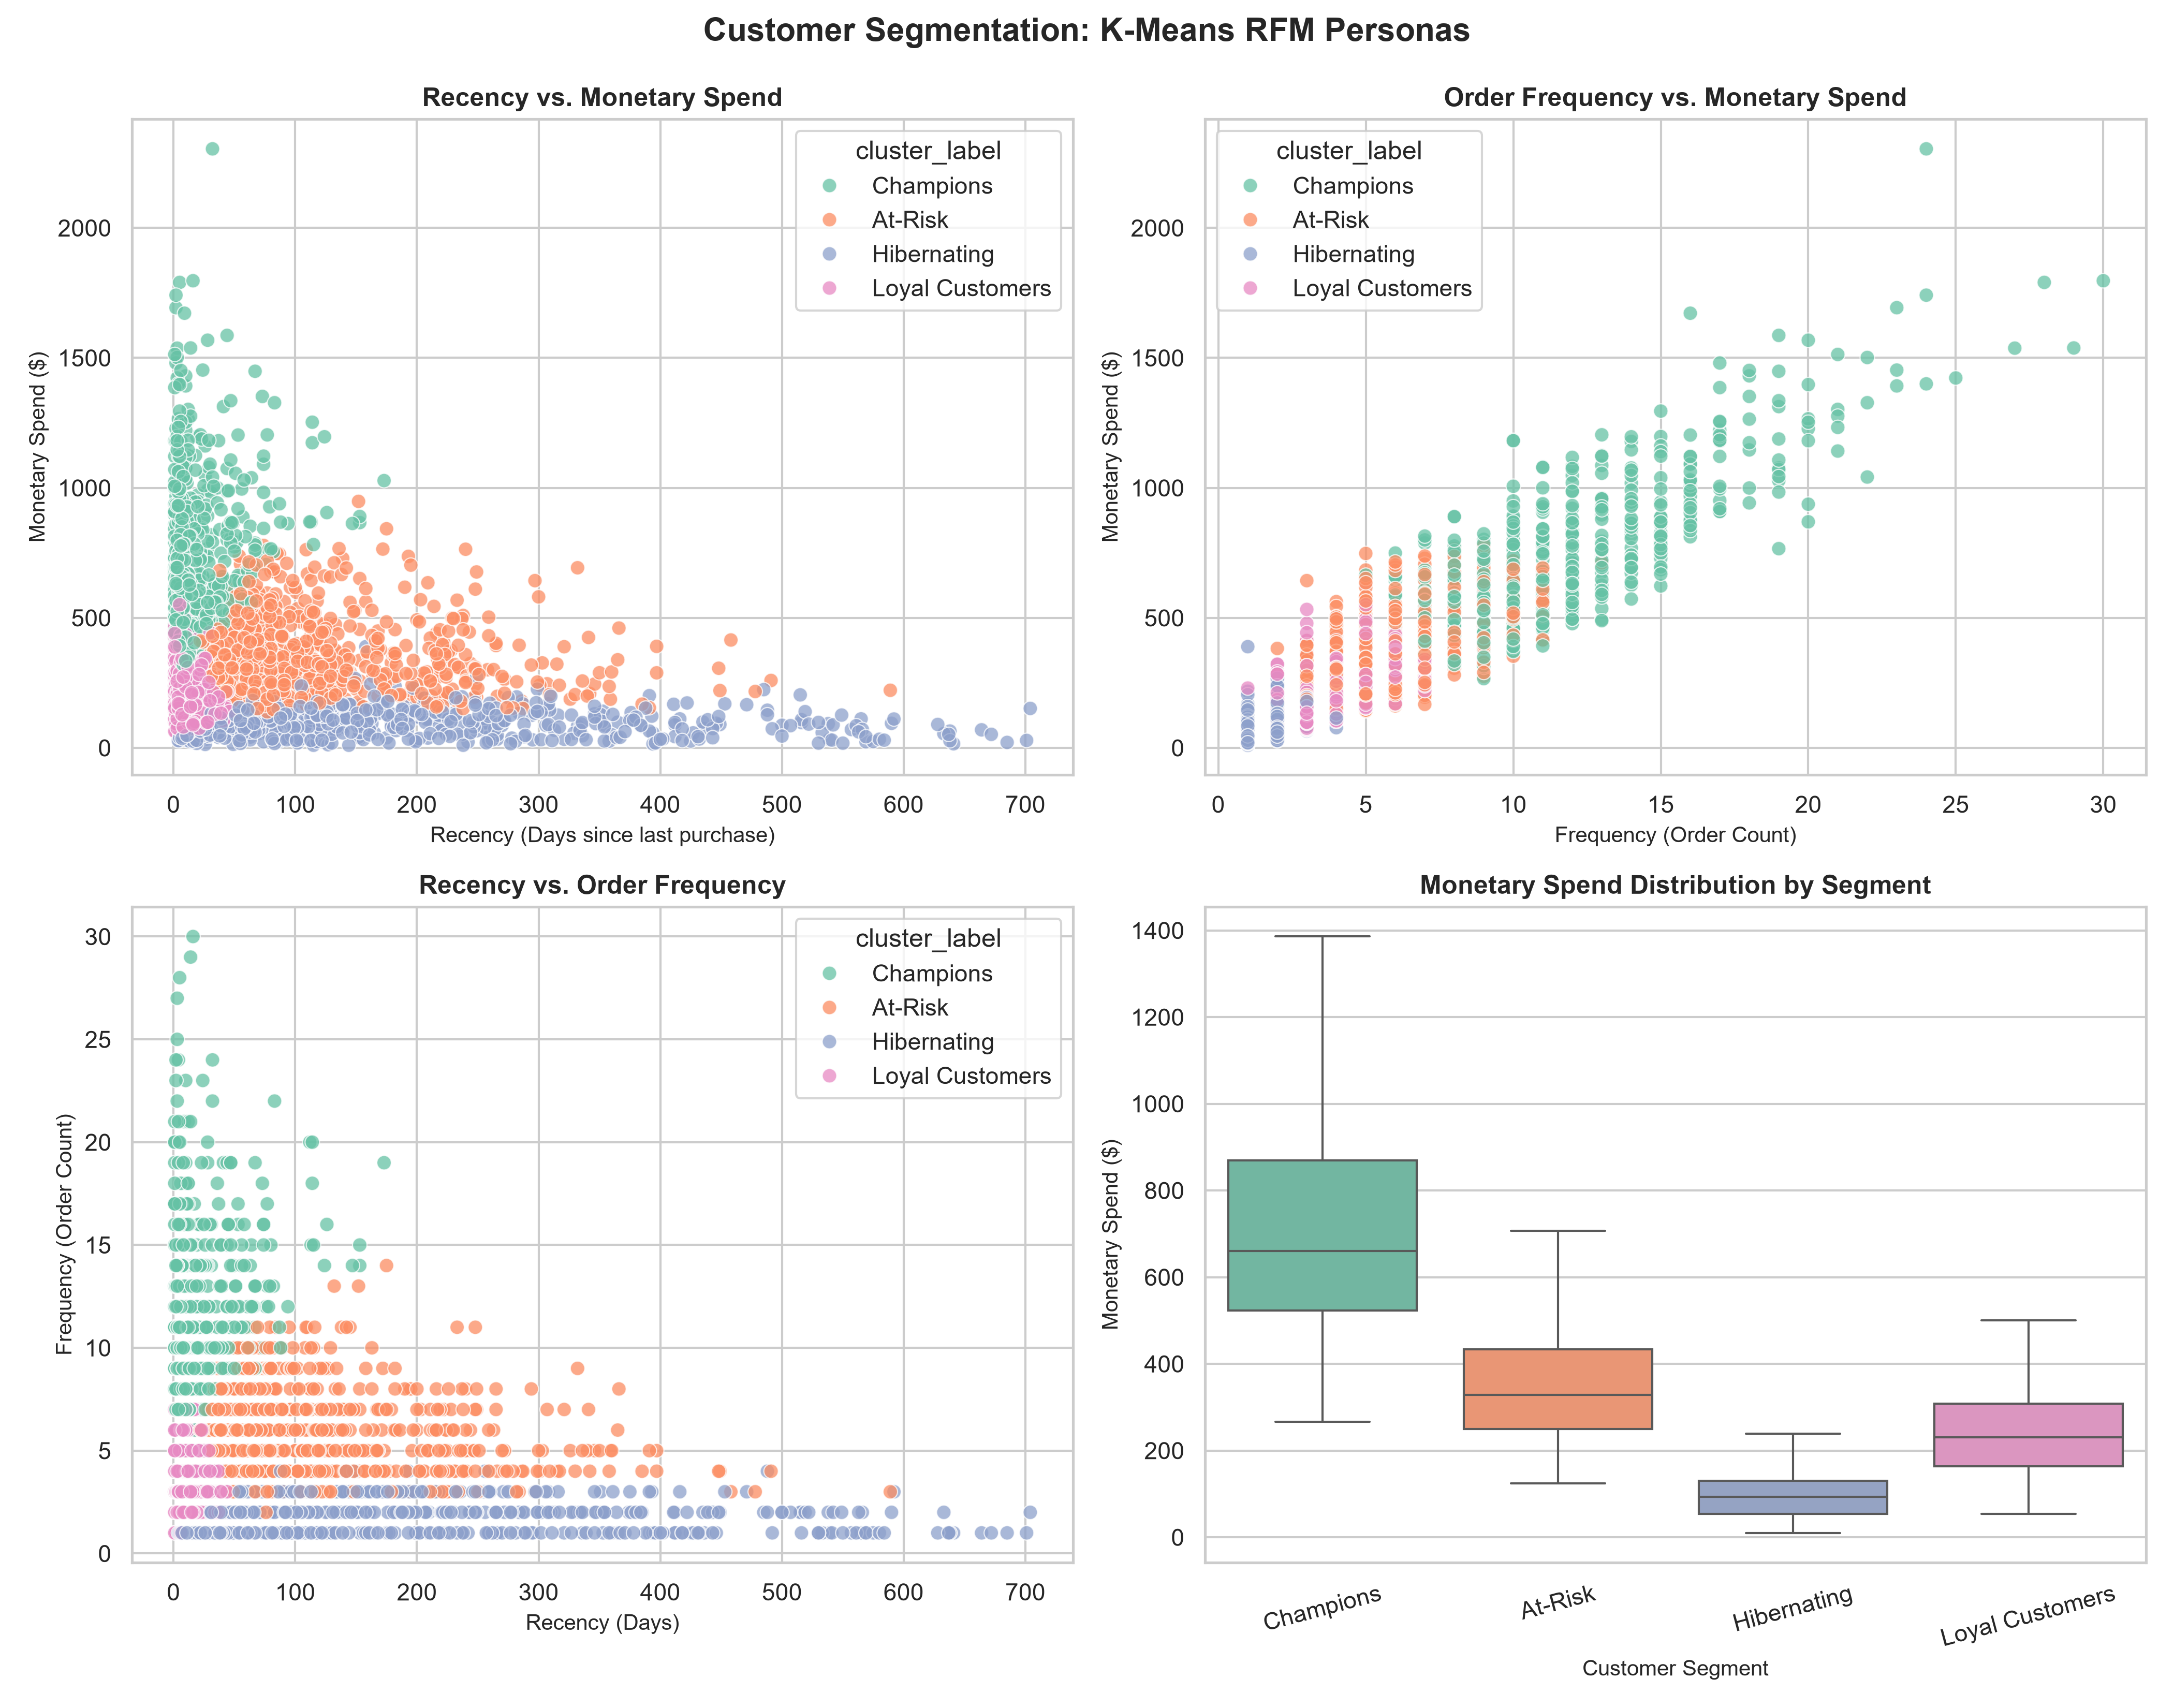 Customer Segmentation: K-Means RFM Personas
Recency vs. Monetary Spend
Monetary Spend ($)
2000
1500
1000
500
0
cluster_label
Champions
At-Risk
Hibernating
Loyal Customers
0 100 200 300 400 500 600 700
Recency (Days since last purchase)
Order Frequency vs. Monetary Spend
Monetary Spend ($)
2000
1500
1000
500
0
cluster_label
Champions
At-Risk
Hibernating
Loyal Customers
0 5 10 15 20 25 30
Frequency (Order Count)
Recency vs. Order Frequency
Frequency (Order Count)
30
25
20
15
10
5
0
cluster_label
Champions
At-Risk
Hibernating
Loyal Customers
0 100 200 300 400 500 600 700
Recency (Days)
Monetary Spend Distribution by Segment
Monetary Spend ($)
1400
1200
1000
800
600
400
200
0
Champions At-Risk Hibernating Loyal Customers
Customer Segment